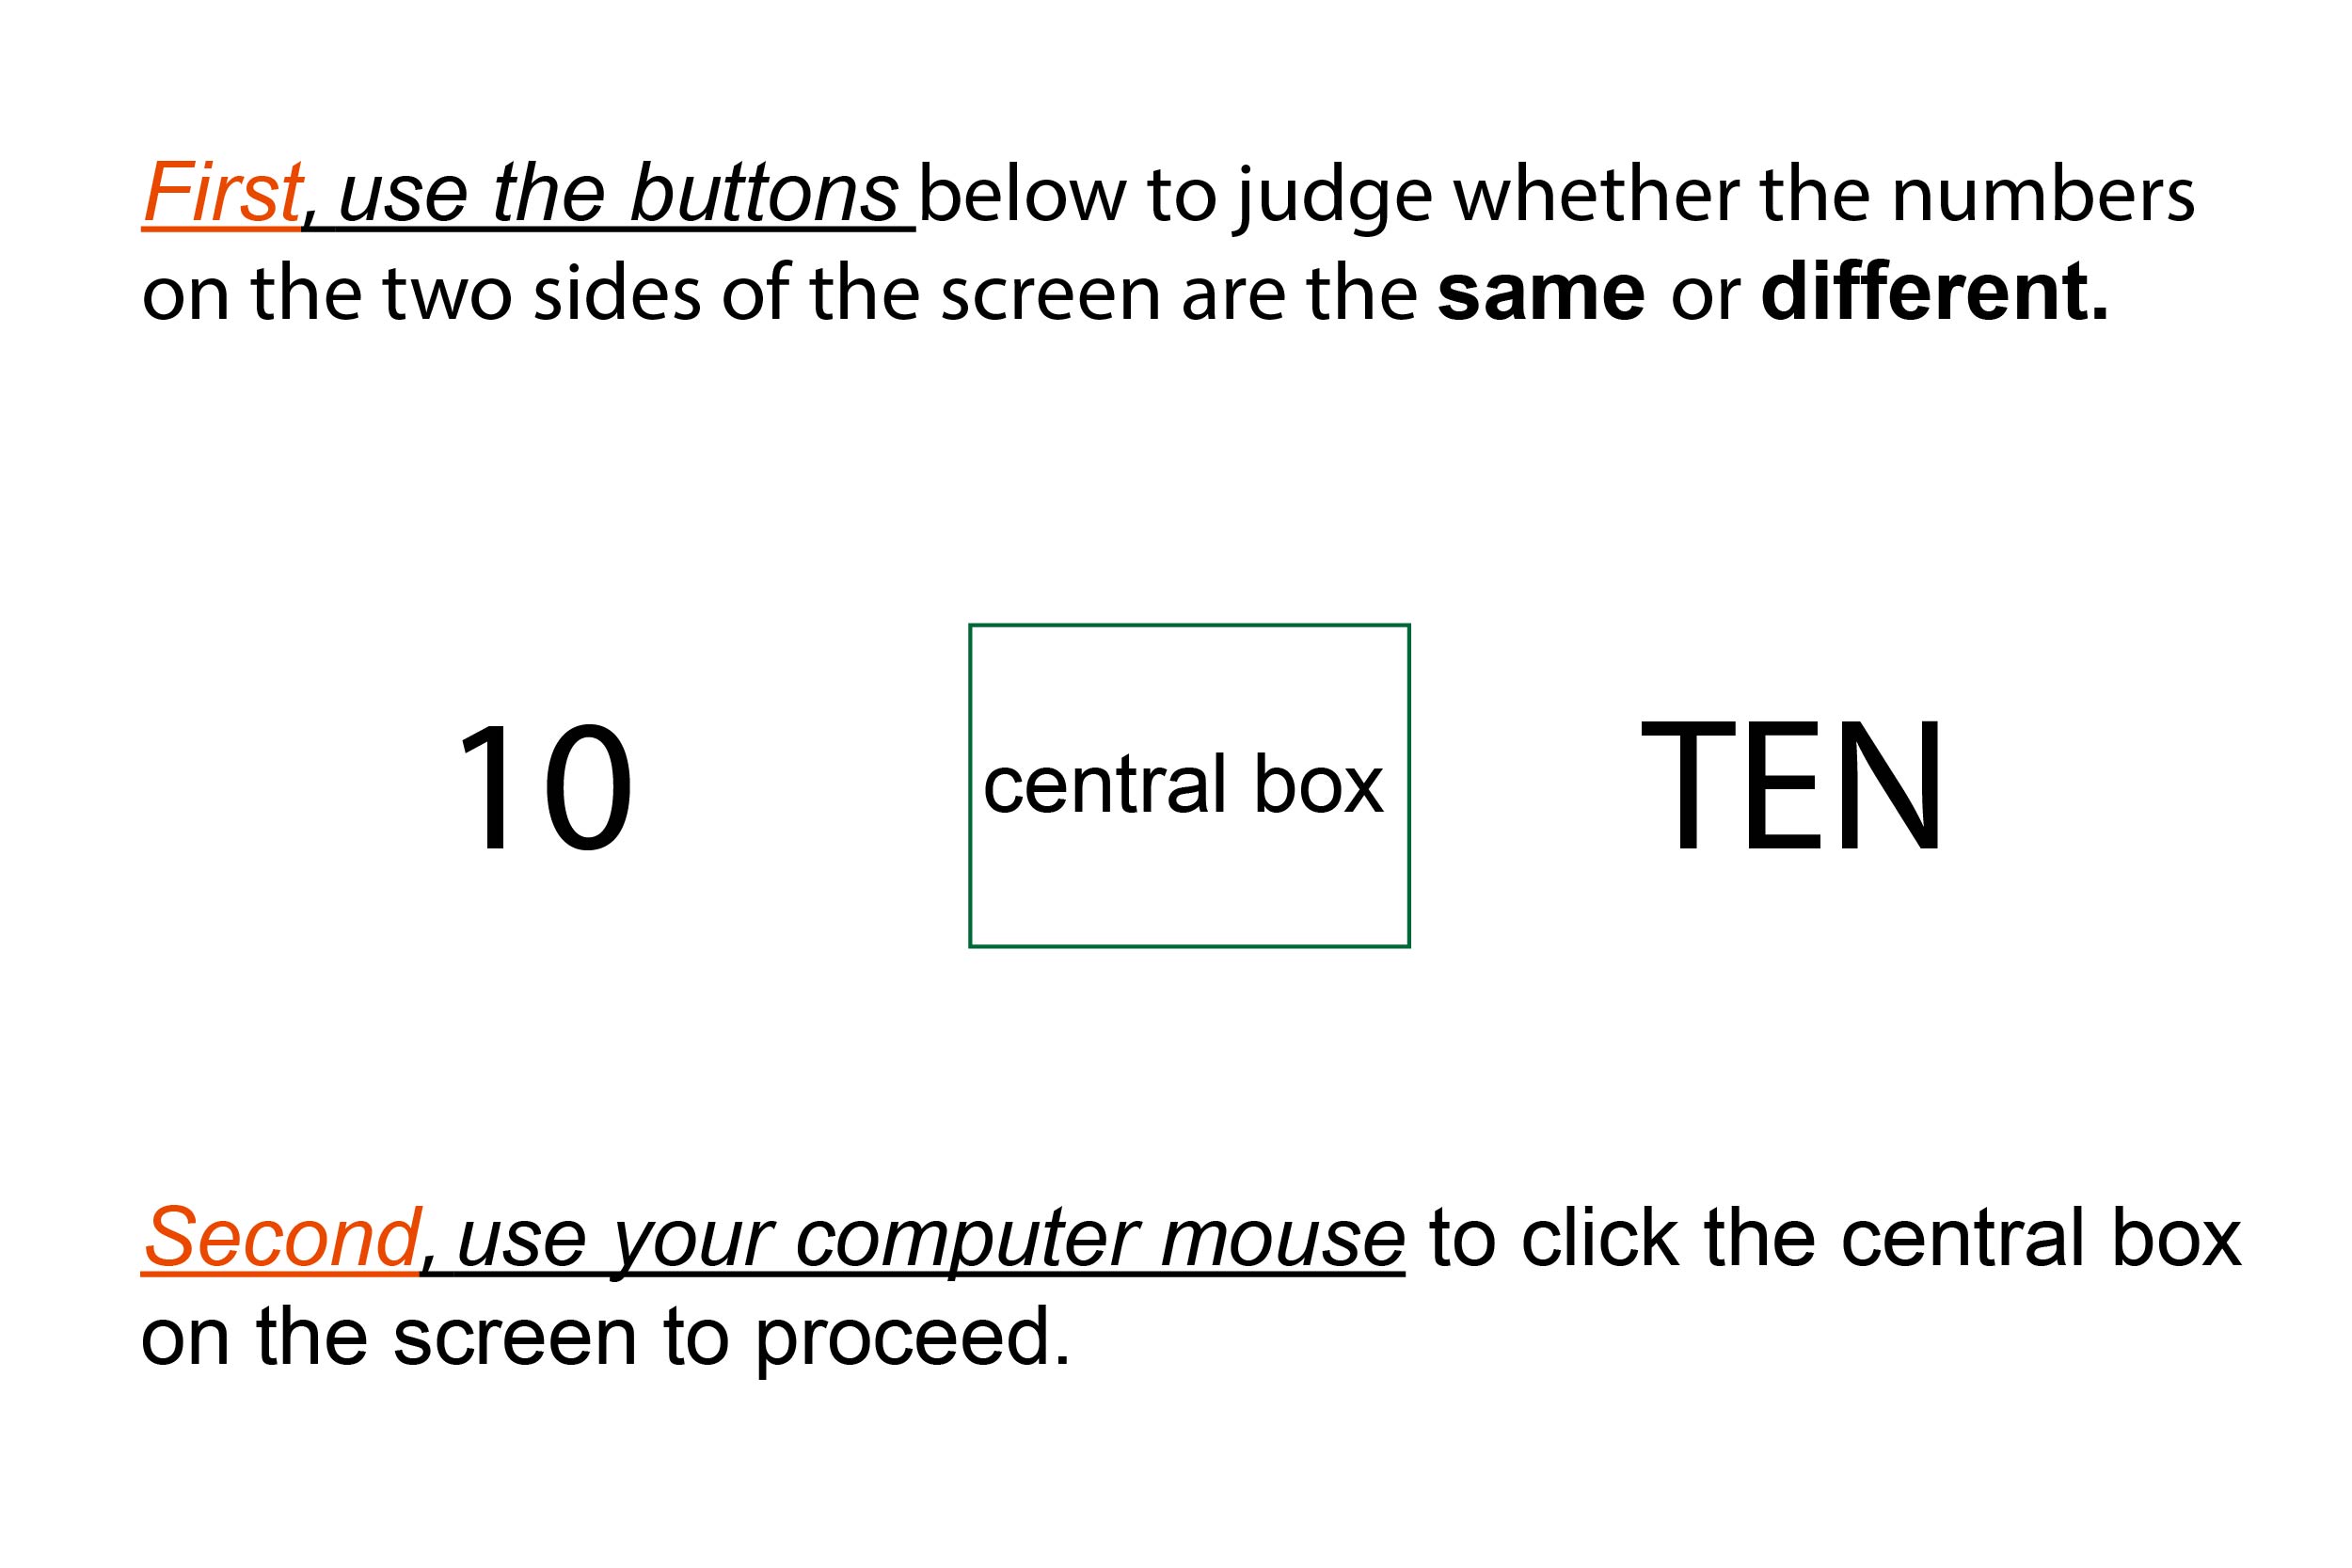 First, use the buttons below to judge whether the numbers
on the two sides of the screen are the same or different.
10
central box
TEN
Second, use your computer mouse to click the central box
on the screen to proceed.